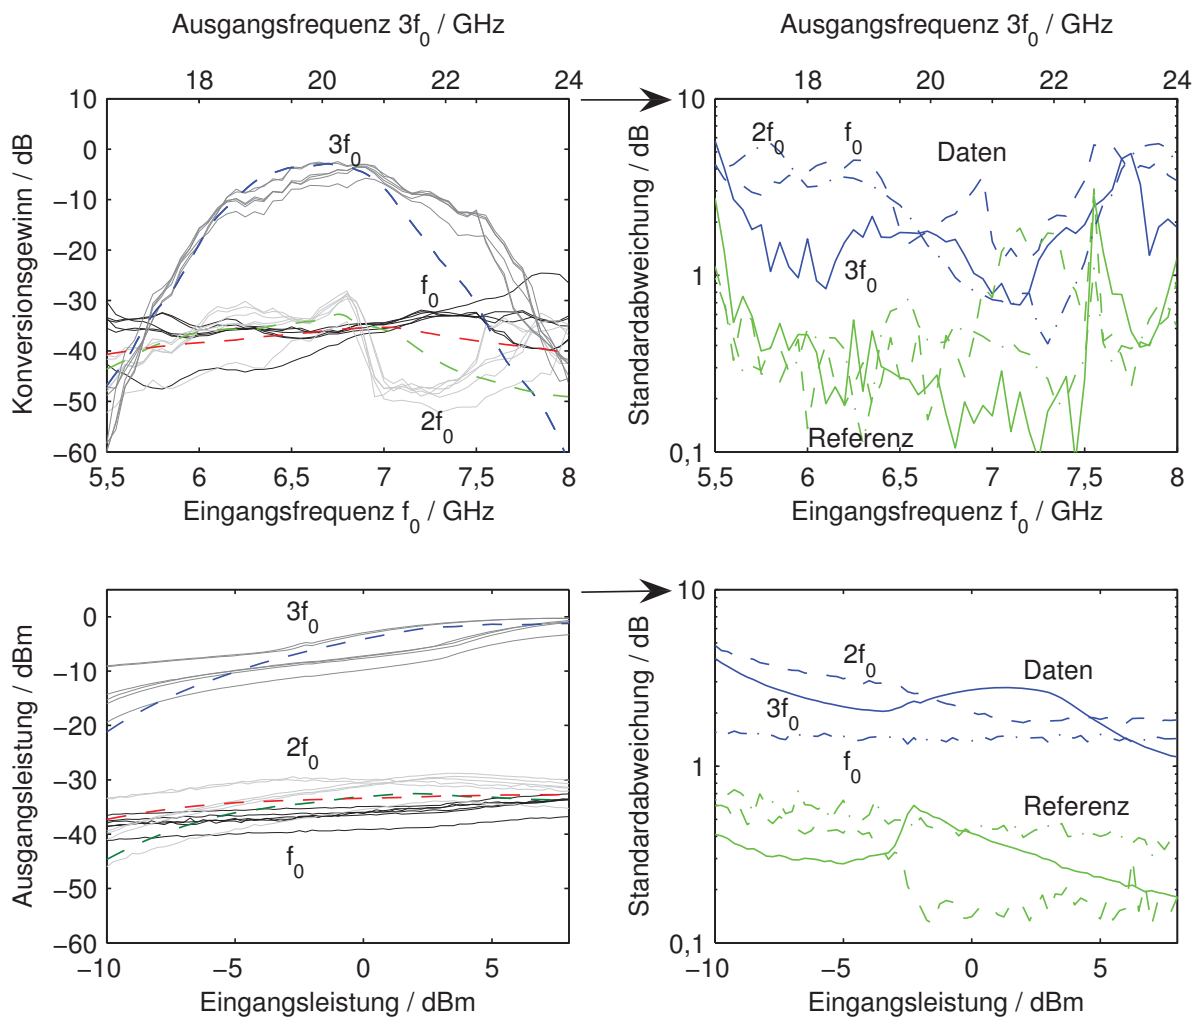 Ausgangsfrequenz 3f₀ / GHz
18 20 22 24
10
0
−10
−20
−30
−40
−50
−60
Konversionsgewinn / dB
3f₀
f₀
2f₀
5,5 6 6,5 7 7,5 8
Eingangsfrequenz f₀ / GHz
Ausgangsfrequenz 3f₀ / GHz
18 20 22 24
10
1
0,1
Standardabweichung / dB
2f₀ f₀ Daten
3f₀
Referenz
5,5 6 6,5 7 7,5 8
Eingangsfrequenz f₀ / GHz
0
−10
−20
−30
−40
−50
−60
Ausgangsleistung / dBm
3f₀
2f₀
f₀
−10 −5 0 5
Eingangsleistung / dBm
10
1
0,1
Standardabweichung / dB
2f₀ Daten
3f₀
f₀
Referenz
−10 −5 0 5
Eingangsleistung / dBm